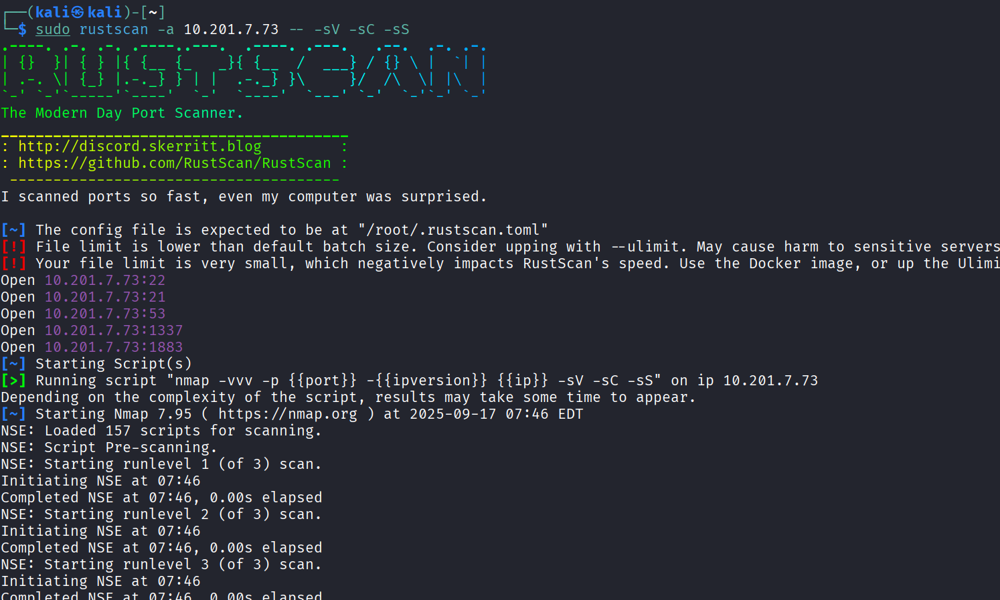 ┌──(kali㉿kali)-[~]
└─$ sudo rustscan -a 10.201.7.73 -- -sV -sC -sS
.----. .-. .-. .----..---.  .----. .---.   .--.  .-. .-.
| {}  }| { } |{ {__ {_   _}{ {__  /  ___} / {} \ |  `| |
| .-. \| {_} |.-._} } | |  .-._} }\     }/  /\  \| |\  |
`-' `-'`-----'`----'  `-'  `----'  `---' `-'  `-'`-' `-'
The Modern Day Port Scanner.
________________________________________
: http://discord.skerritt.blog         :
: https://github.com/RustScan/RustScan :
 --------------------------------------
I scanned ports so fast, even my computer was surprised.

[~] The config file is expected to be at "/root/.rustscan.toml"
[!] File limit is lower than default batch size. Consider upping with --ulimit. May cause harm to sensitive servers
[!] Your file limit is very small, which negatively impacts RustScan's speed. Use the Docker image, or up the Ulimi
Open 10.201.7.73:22
Open 10.201.7.73:21
Open 10.201.7.73:53
Open 10.201.7.73:1337
Open 10.201.7.73:1883
[~] Starting Script(s)
[>] Running script "nmap -vvv -p {{port}} -{{ipversion}} {{ip}} -sV -sC -sS" on ip 10.201.7.73
Depending on the complexity of the script, results may take some time to appear.
[~] Starting Nmap 7.95 ( https://nmap.org ) at 2025-09-17 07:46 EDT
NSE: Loaded 157 scripts for scanning.
NSE: Script Pre-scanning.
NSE: Starting runlevel 1 (of 3) scan.
Initiating NSE at 07:46
Completed NSE at 07:46, 0.00s elapsed
NSE: Starting runlevel 2 (of 3) scan.
Initiating NSE at 07:46
Completed NSE at 07:46, 0.00s elapsed
NSE: Starting runlevel 3 (of 3) scan.
Initiating NSE at 07:46
Completed NSE at 07:46, 0.00s elapsed